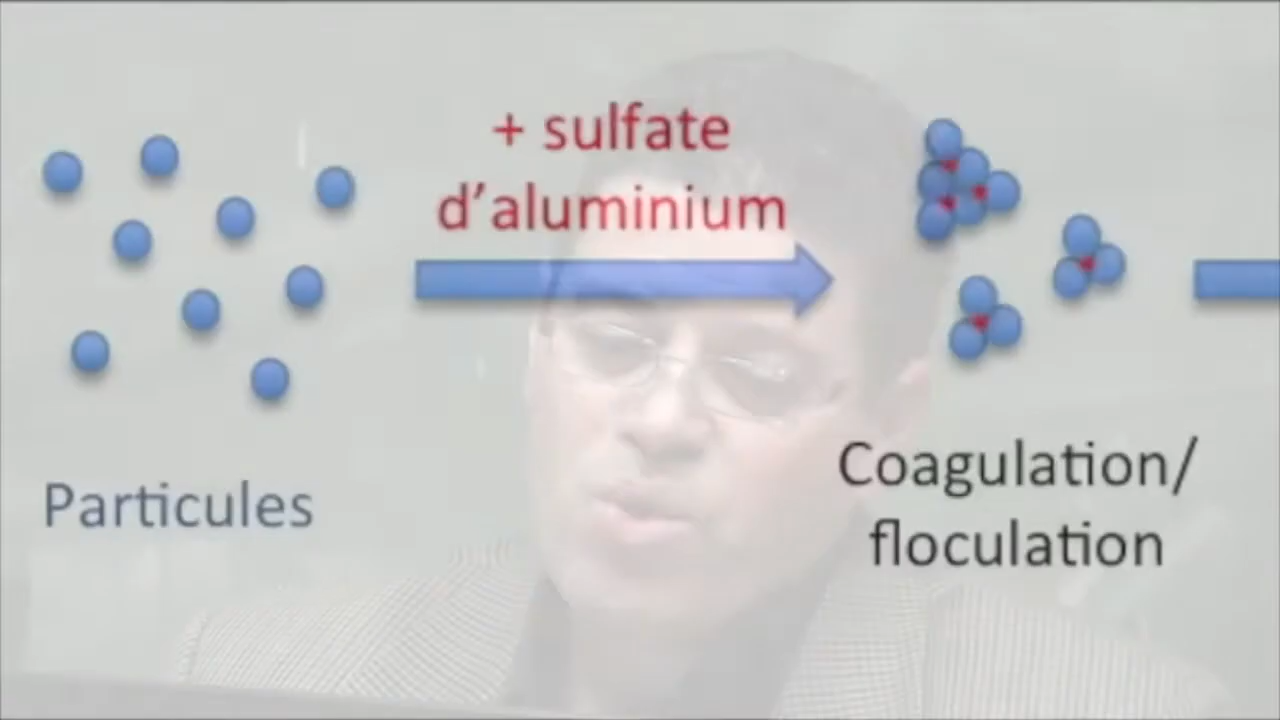 + sulfate
d'aluminium
Particules
Coagulation/
floculation